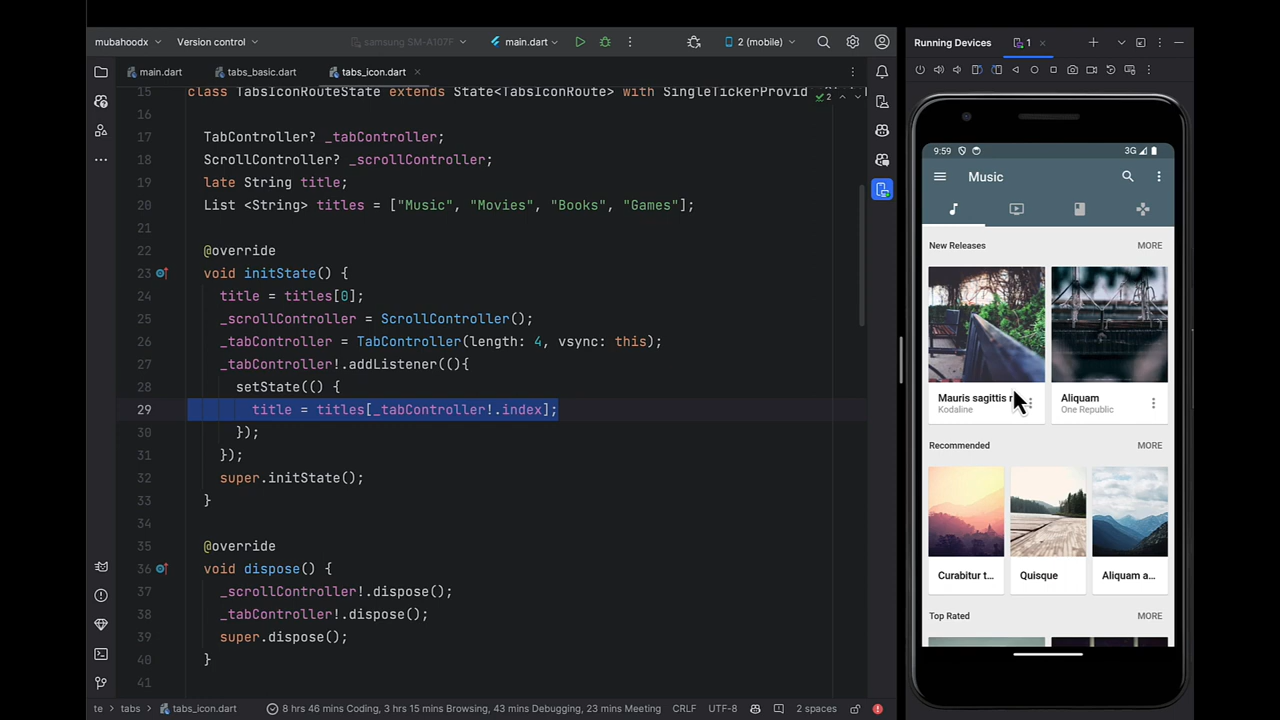 mubahoodx Version control samsung SM-A107F main.dart 2 (mobile)
main.dart tabs_basic.dart tabs_icon.dart
15 class TabsIconRouteState extends State<TabsIconRoute> with SingleTickerProvid
2
16
17 TabController? _tabController;
18 ScrollController? _scrollController;
19 late String title;
20 List <String> titles = ["Music", "Movies", "Books", "Games"];
21
22 @override
23 void initState() {
24 title = titles[0];
25 _scrollController = ScrollController();
26 _tabController = TabController(length: 4, vsync: this);
27 _tabController!.addListener((){
28 setState(() {
29 title = titles[_tabController!.index];
30 });
31 });
32 super.initState();
33 }
34
35 @override
36 void dispose() {
37 _scrollController!.dispose();
38 _tabController!.dispose();
39 super.dispose();
40 }
41
te > tabs > tabs_icon.dart 8 hrs 46 mins Coding, 3 hrs 15 mins Browsing, 43 mins Debugging, 23 mins Meeting CRLF UTF-8 2 spaces
Running Devices 1
9:59 3G
Music
New Releases MORE
Mauris sagittis
Kodaline
Aliquam
One Republic
Recommended MORE
Curabitur t... Quisque Aliquam a...
Top Rated MORE